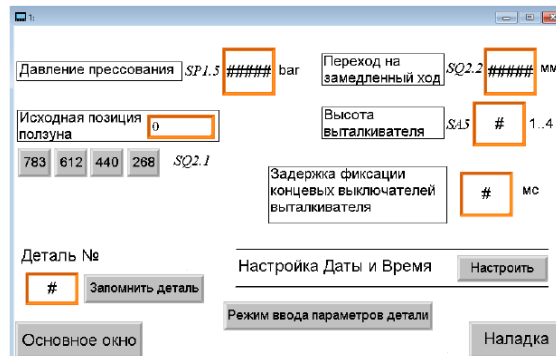 1:
Давление прессования SP1.5 ##### bar
Переход на
замедленный ход SQ2.2 ##### мм
Исходная позиция
ползуна 0
783 612 440 268 SQ2.1
Высота
выталкивателя SA5 # 1..4
Задержка фиксации
концевых выключателей
выталкивателя # мс
Деталь №
# Запомнить деталь
Настройка Даты и Время Настроить
Режим ввода параметров детали
Основное окно
Наладка